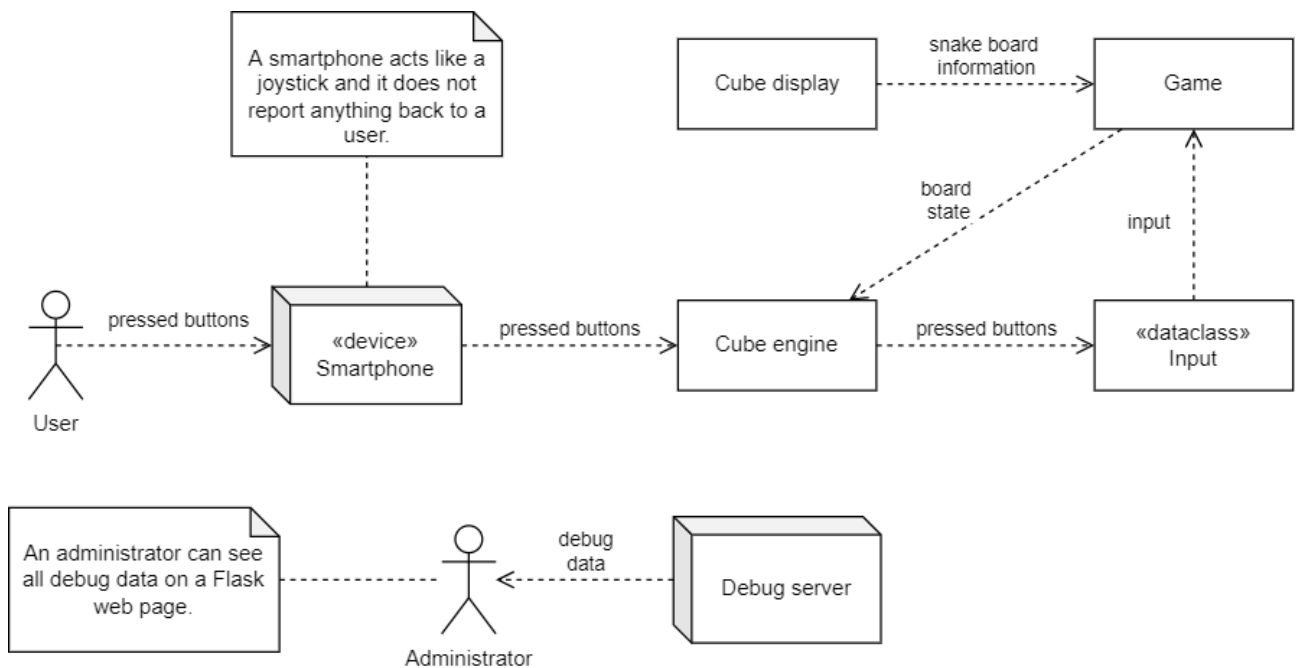 A smartphone acts like a
joystick and it does not
report anything back to a
user.
snake board
information
Cube display
Game
board
state
input
pressed buttons
«device»
Smartphone
pressed buttons
Cube engine
pressed buttons
«dataclass»
Input
User
An administrator can see
all debug data on a Flask
web page.
debug
data
Debug server
Administrator